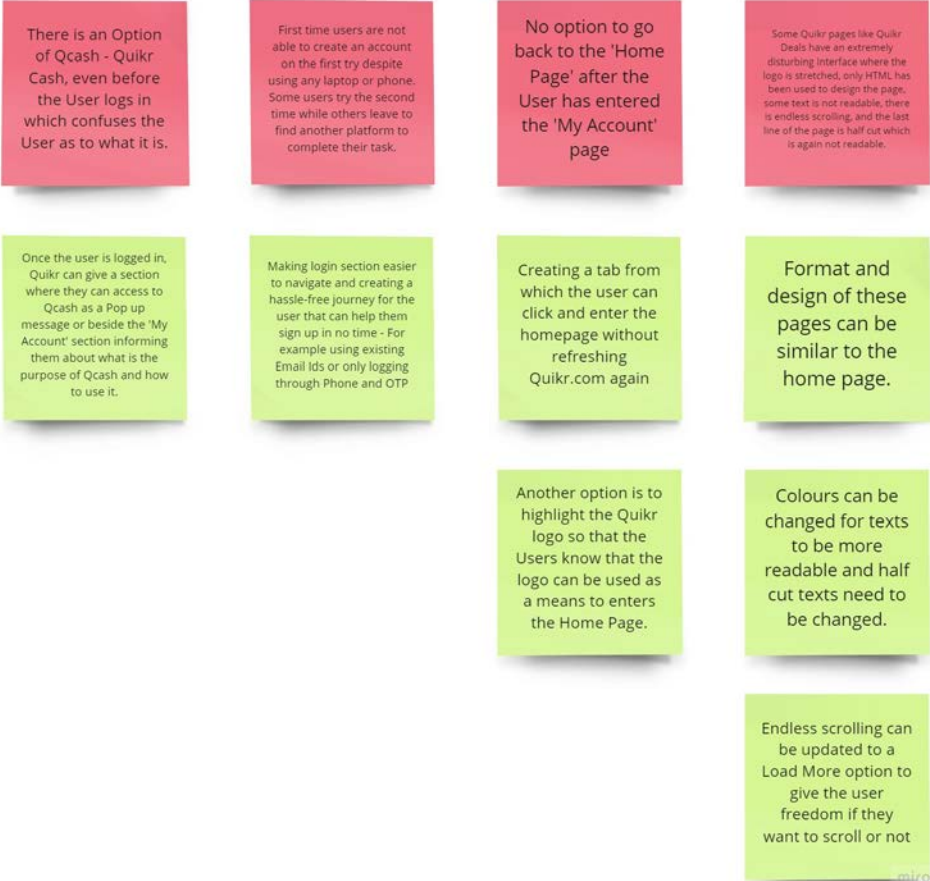 There is an Option
of Qcash - Quikr
Cash, even before
the User logs in
which confuses the
User as to what it is.
First time users are not
able to create an account
on the first try despite
using any laptop or phone.
Some users try the second
time while others leave to
find another platform to
complete their task.
No option to go
back to the 'Home
Page' after the
User has entered
the 'My Account'
page
Some Quikr pages like Quikr
Deals have an extremely
disturbing Interface where the
logo is stretched, only HTML has
been used to design the page,
some text is not readable, there
is endless scrolling, and the last
line of the page is half cut which
is again not readable.
Once the user is logged in,
Quikr can give a section
where they can access to
Qcash as a Pop up
message or beside the 'My
Account' section informing
them about what is the
purpose of Qcash and how
to use it.
Making login section easier
to navigate and creating a
hassle-free journey for the
user that can help them
sign up in no time - For
example using existing
Email Ids or only logging
through Phone and OTP
Creating a tab from
which the user can
click and enter the
homepage without
refreshing
Quikr.com again
Format and
design of these
pages can be
similar to the
home page.
Another option is to
highlight the Quikr
logo so that the
Users know that the
logo can be used as
a means to enters
the Home Page.
Colours can be
changed for texts
to be more
readable and half
cut texts need to
be changed.
Endless scrolling can
be updated to a
Load More option to
give the user
freedom if they
want to scroll or not
miro